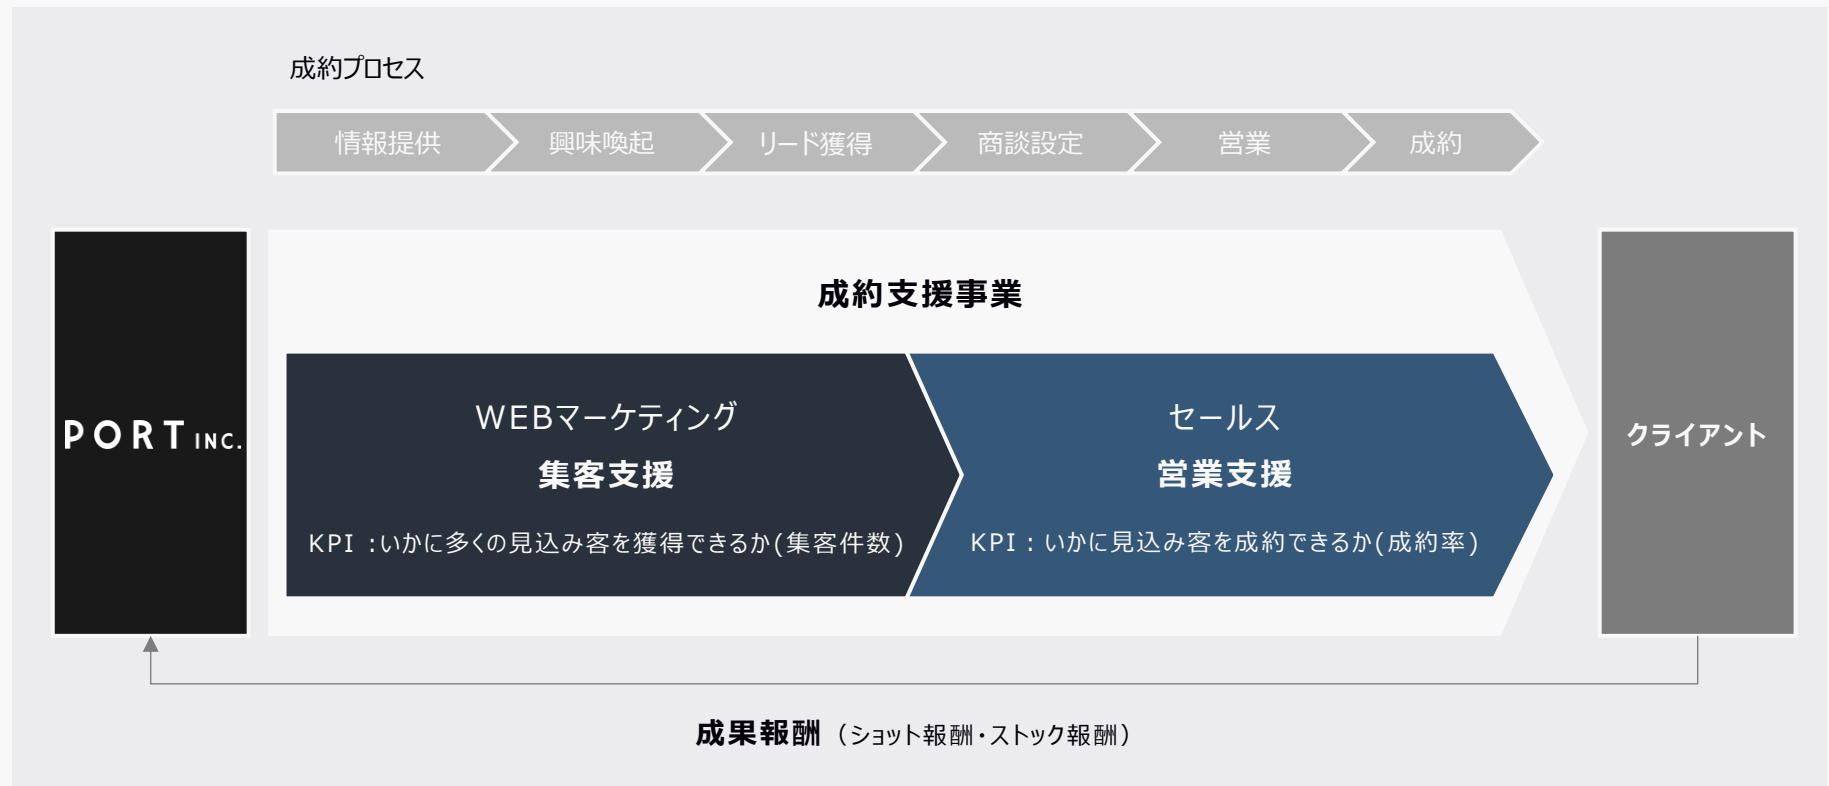 成約プロセス
情報提供
興味喚起
リード獲得
商談設定
営業
成約
成約支援事業
PORT INC.
WEBマーケティング
集客支援
KPI :いかに多くの見込み客を獲得できるか(集客件数)
セールス
営業支援
KPI：いかに見込み客を成約できるか(成約率)
クライアント
成果報酬（ショット報酬・ストック報酬）